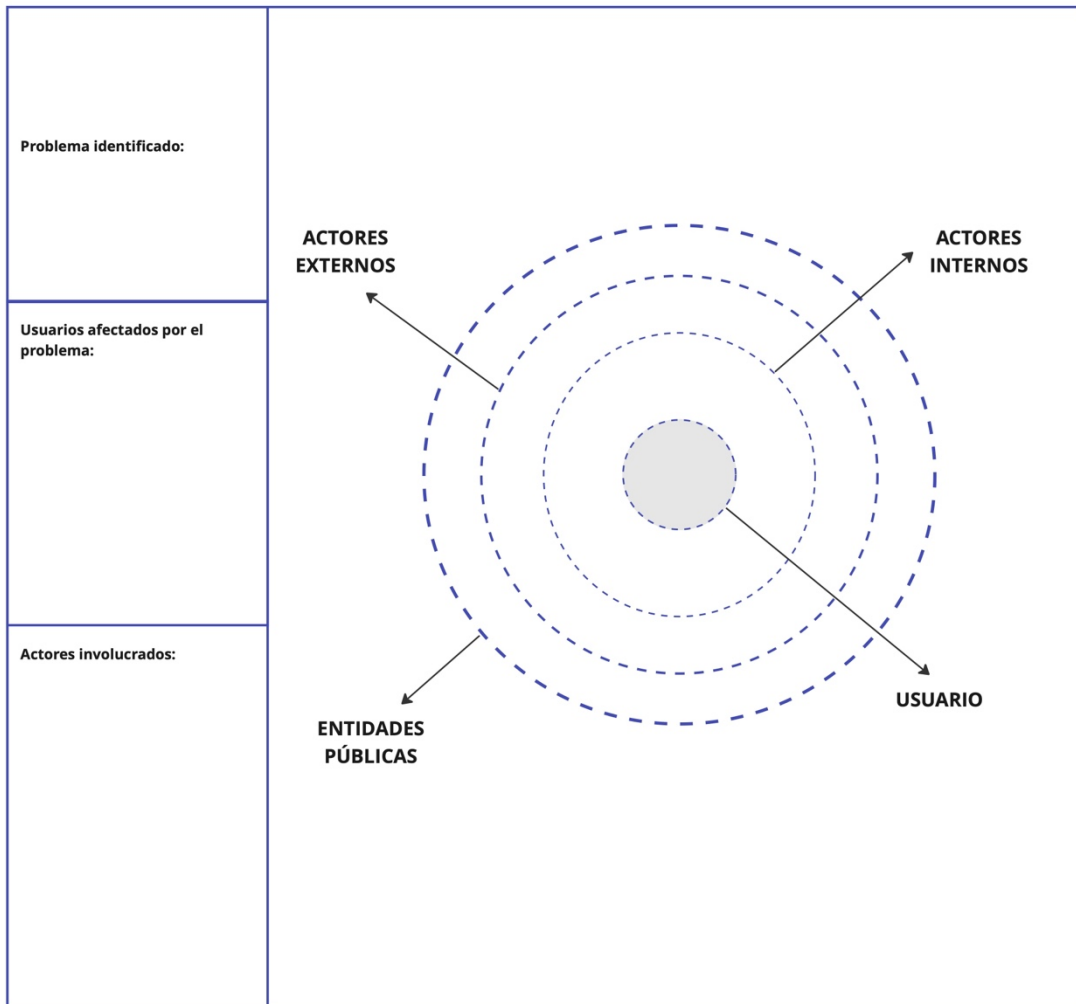 Problema identificado:
Usuarios afectados por el
problema:
Actores involucrados:
ACTORES
EXTERNOS
ACTORES
INTERNOS
ENTIDADES
PÚBLICAS
USUARIO